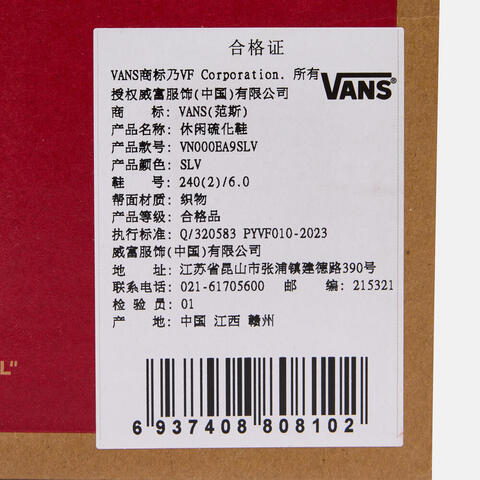 合格证
VANS商标乃VF Corporation. 所有
授权威富服饰(中国)有限公司
VANS®
商 标: VANS(范斯)
产品名称: 休闲硫化鞋
产品款号: VN000EA9SLV
产品颜色: SLV
鞋 号: 240(2)/6.0
帮面材质: 织物
产品等级: 合格品
执行标准: Q/320583 PYVF010-2023
威富服饰(中国)有限公司
地 址: 江苏省昆山市张浦镇建德路390号
联系电话: 021-61705600 邮 编: 215321
检 验 员: 01
产 地: 中国 江西 赣州
L"
6 937408 808102